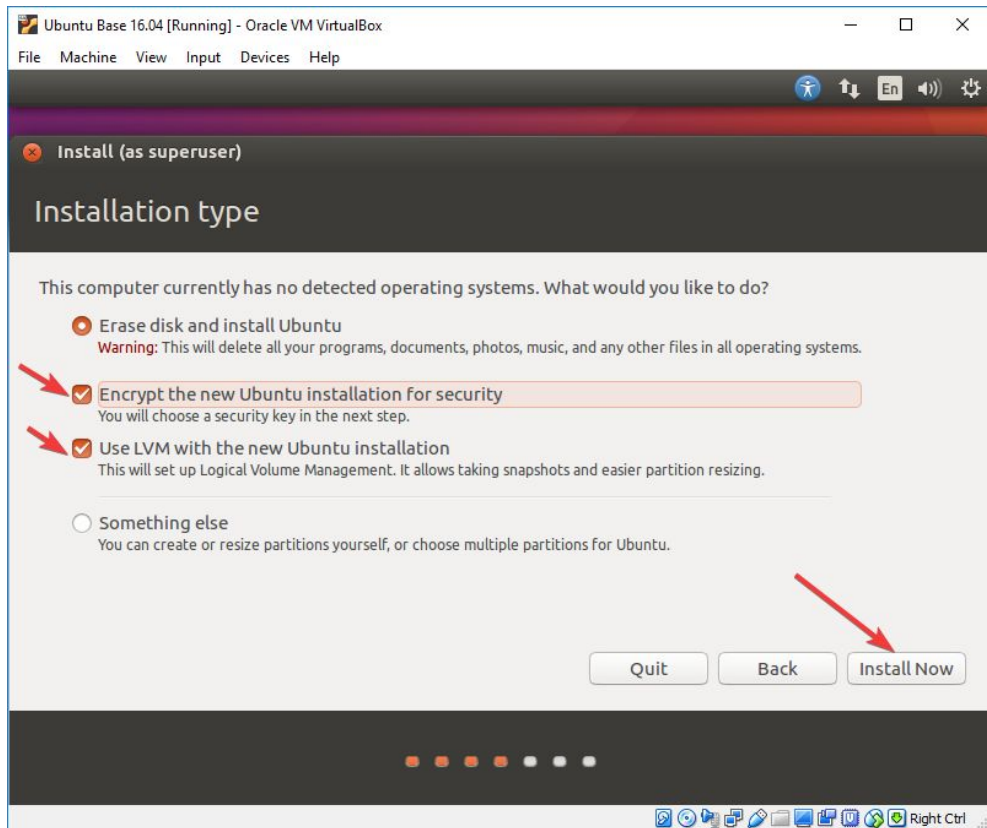 Ubuntu Base 16.04 [Running] - Oracle VM VirtualBox
File Machine View Input Devices Help
En
Install (as superuser)
Installation type
This computer currently has no detected operating systems. What would you like to do?
Erase disk and install Ubuntu
Warning: This will delete all your programs, documents, photos, music, and any other files in all operating systems.
Encrypt the new Ubuntu installation for security
You will choose a security key in the next step.
Use LVM with the new Ubuntu installation
This will set up Logical Volume Management. It allows taking snapshots and easier partition resizing.
Something else
You can create or resize partitions yourself, or choose multiple partitions for Ubuntu.
Quit Back Install Now
Right Ctrl